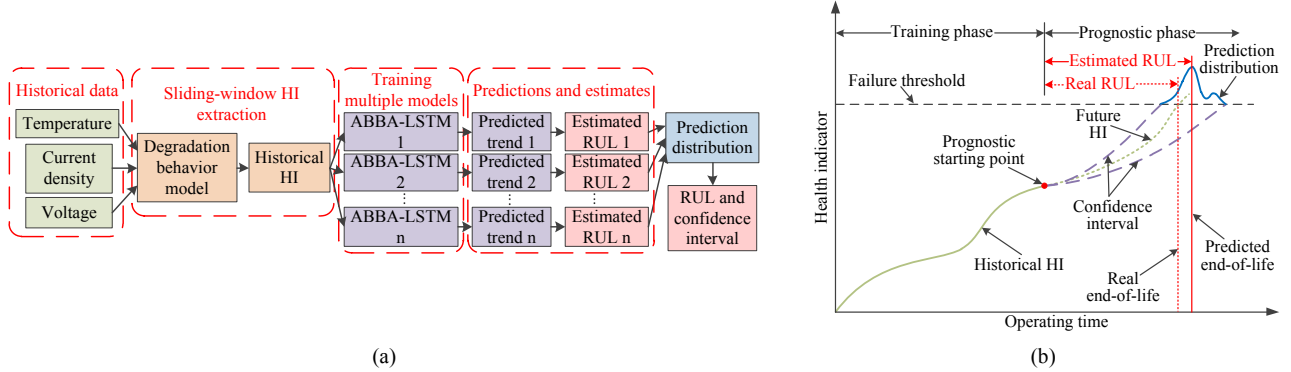 Historical data
Temperature
Current
density
Voltage
Sliding-window HI
extraction
Degradation
behavior
model
Historical
HI
Training
multiple models
ABBA-LSTM
1
ABBA-LSTM
2
ABBA-LSTM
n
Predictions and estimates
Predicted
trend 1
Predicted
trend 2
Predicted
trend n
Estimated
RUL 1
Estimated
RUL 2
Estimated
RUL n
Prediction
distribution
RUL and
confidence
interval
(a)
Training phase
Prognostic phase
Estimated RUL
Real RUL
Prediction
distribution
Failure threshold
Future
HI
Prognostic
starting point
Confidence
interval
Historical HI
Predicted
end-of-life
Real
end-of-life
Health indicator
Operating time
(b)